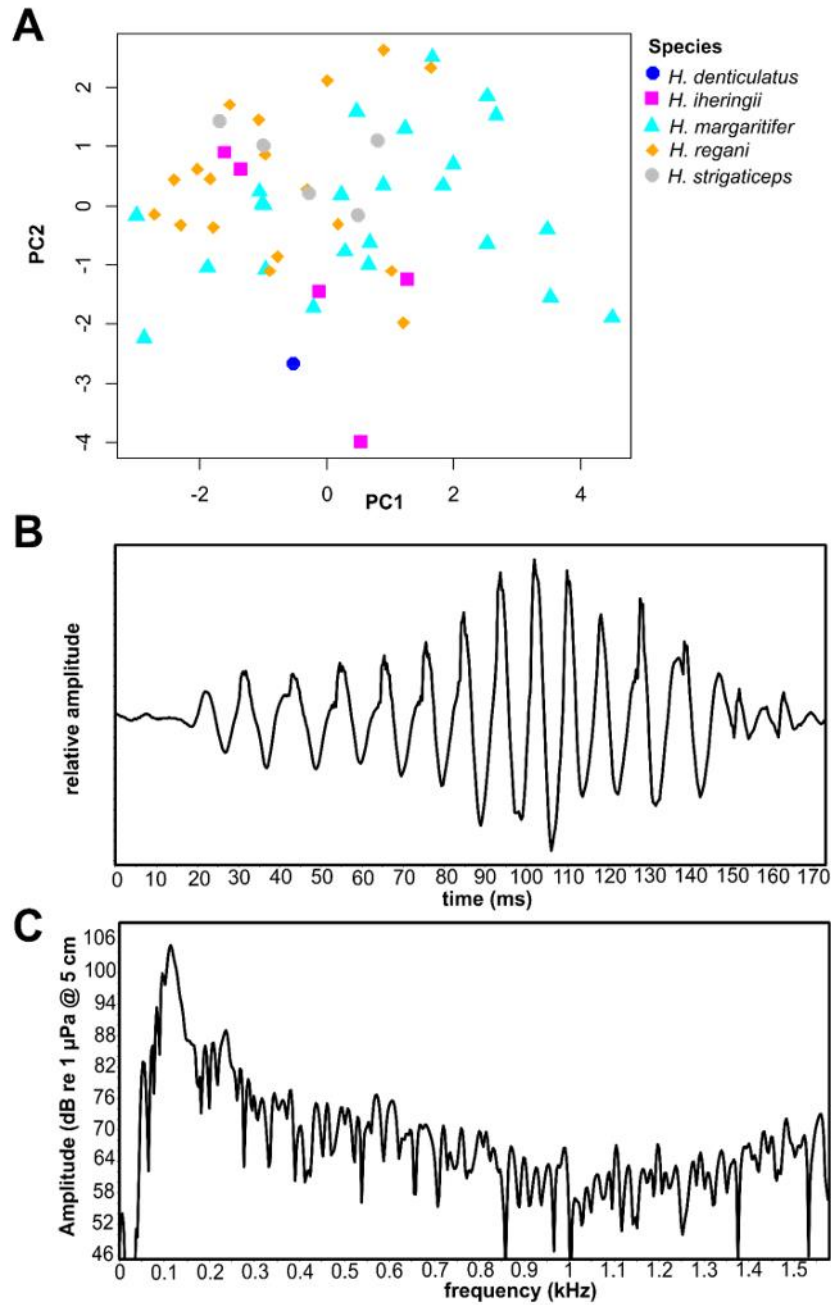 A
Species
H. denticulatus
H. iheringii
H. margaritifer
H. regani
H. strigaticeps
2
1
0
-1
-2
-3
-4
PC2
-2 0 2 4
PC1
B
relative amplitude
0 10 20 30 40 50 60 70 80 90 100 110 120 130 140 150 160 170
time (ms)
C
106
100
94
88
82
76
70
64
58
52
46
Amplitude (dB re 1 µPa @ 5 cm
0 0.1 0.2 0.3 0.4 0.5 0.6 0.7 0.8 0.9 1 1.1 1.2 1.3 1.4 1.5
frequency (kHz)